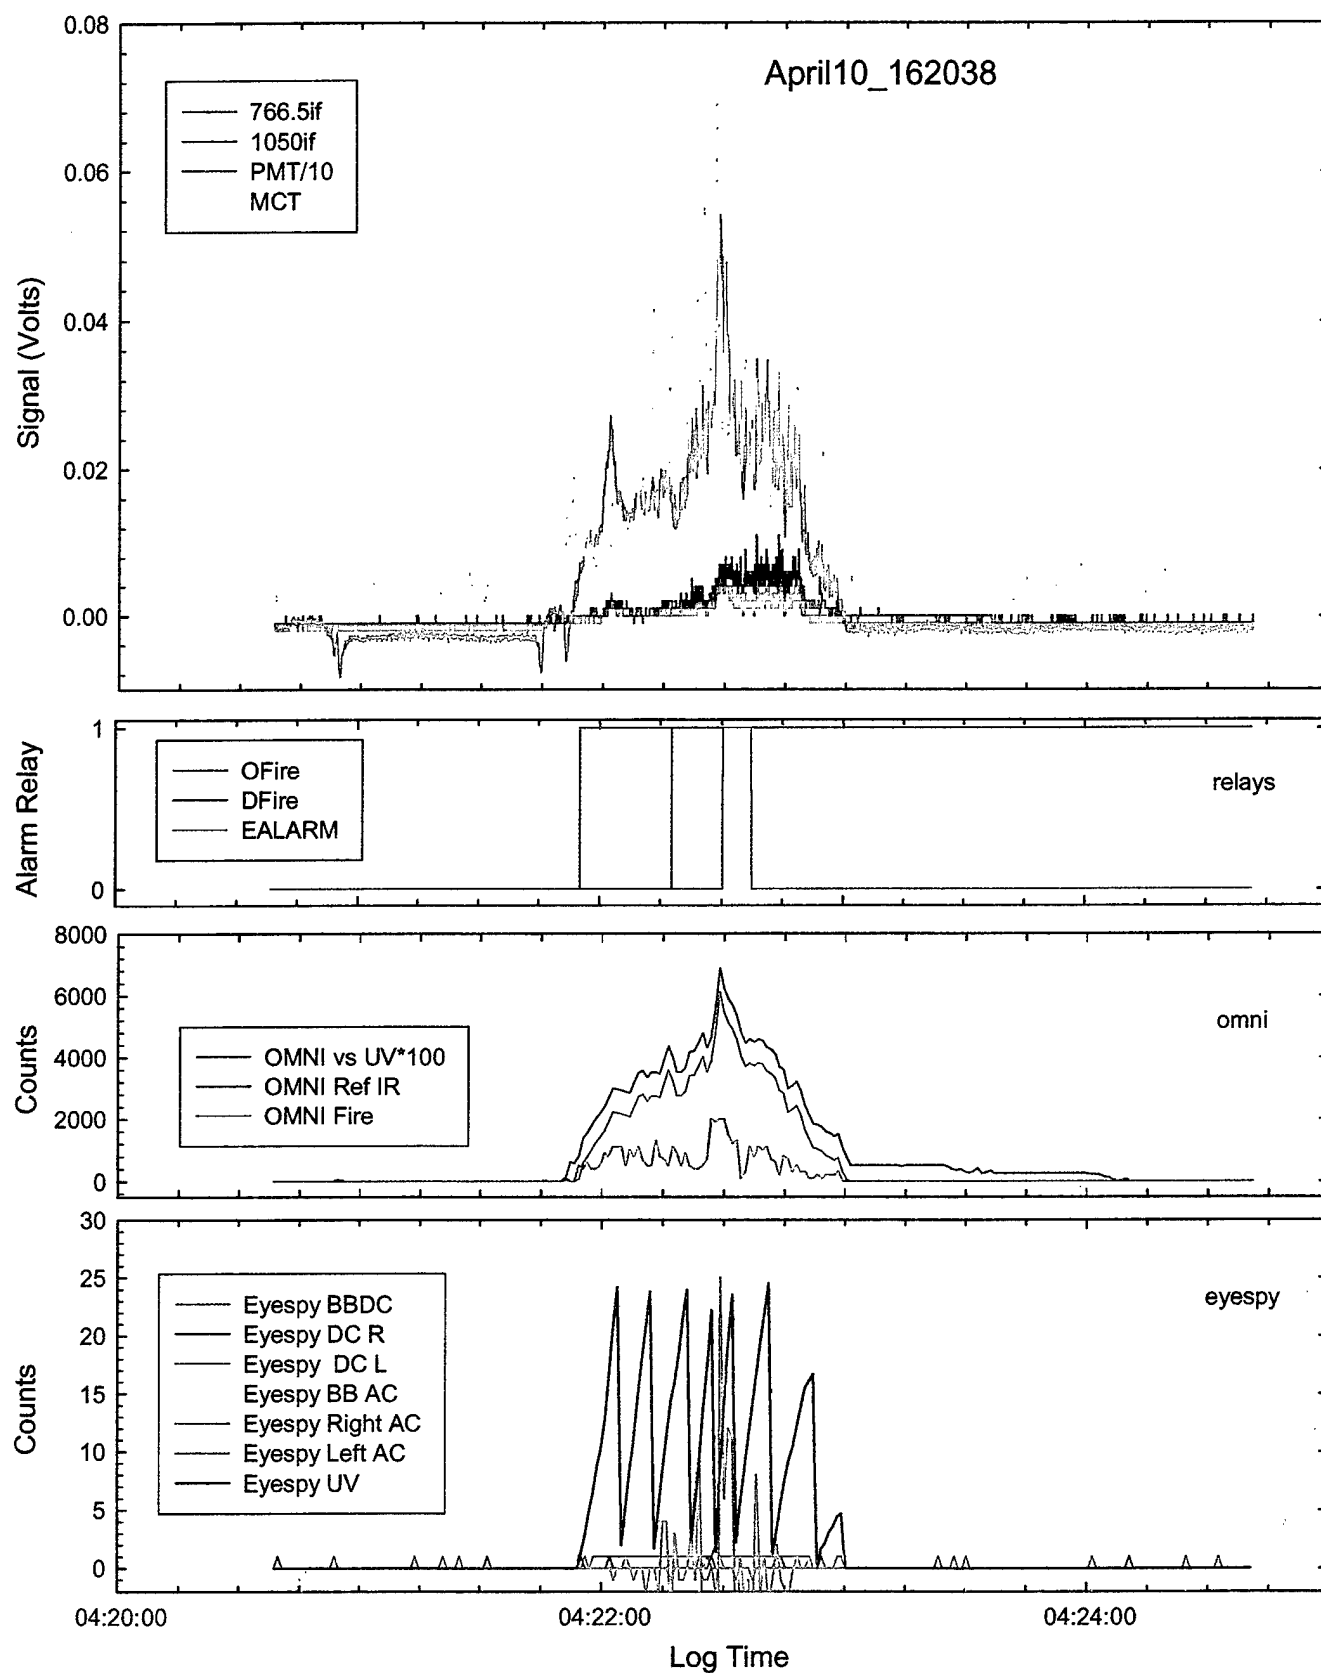 April10_162038
0.08
0.06
0.04
0.02
0.00
Signal (Volts)
766.5if
1050if
PMT/10
MCT
1
0
Alarm Relay
OFire
DFire
EALARM
relays
8000
6000
4000
2000
0
Counts
OMNI vs UV*100
OMNI Ref IR
OMNI Fire
omni
30
25
20
15
10
5
0
Counts
Eyespy BBDC
Eyespy DC R
Eyespy DC L
Eyespy BB AC
Eyespy Right AC
Eyespy Left AC
Eyespy UV
eyespy
04:20:00 04:22:00 04:24:00
Log Time